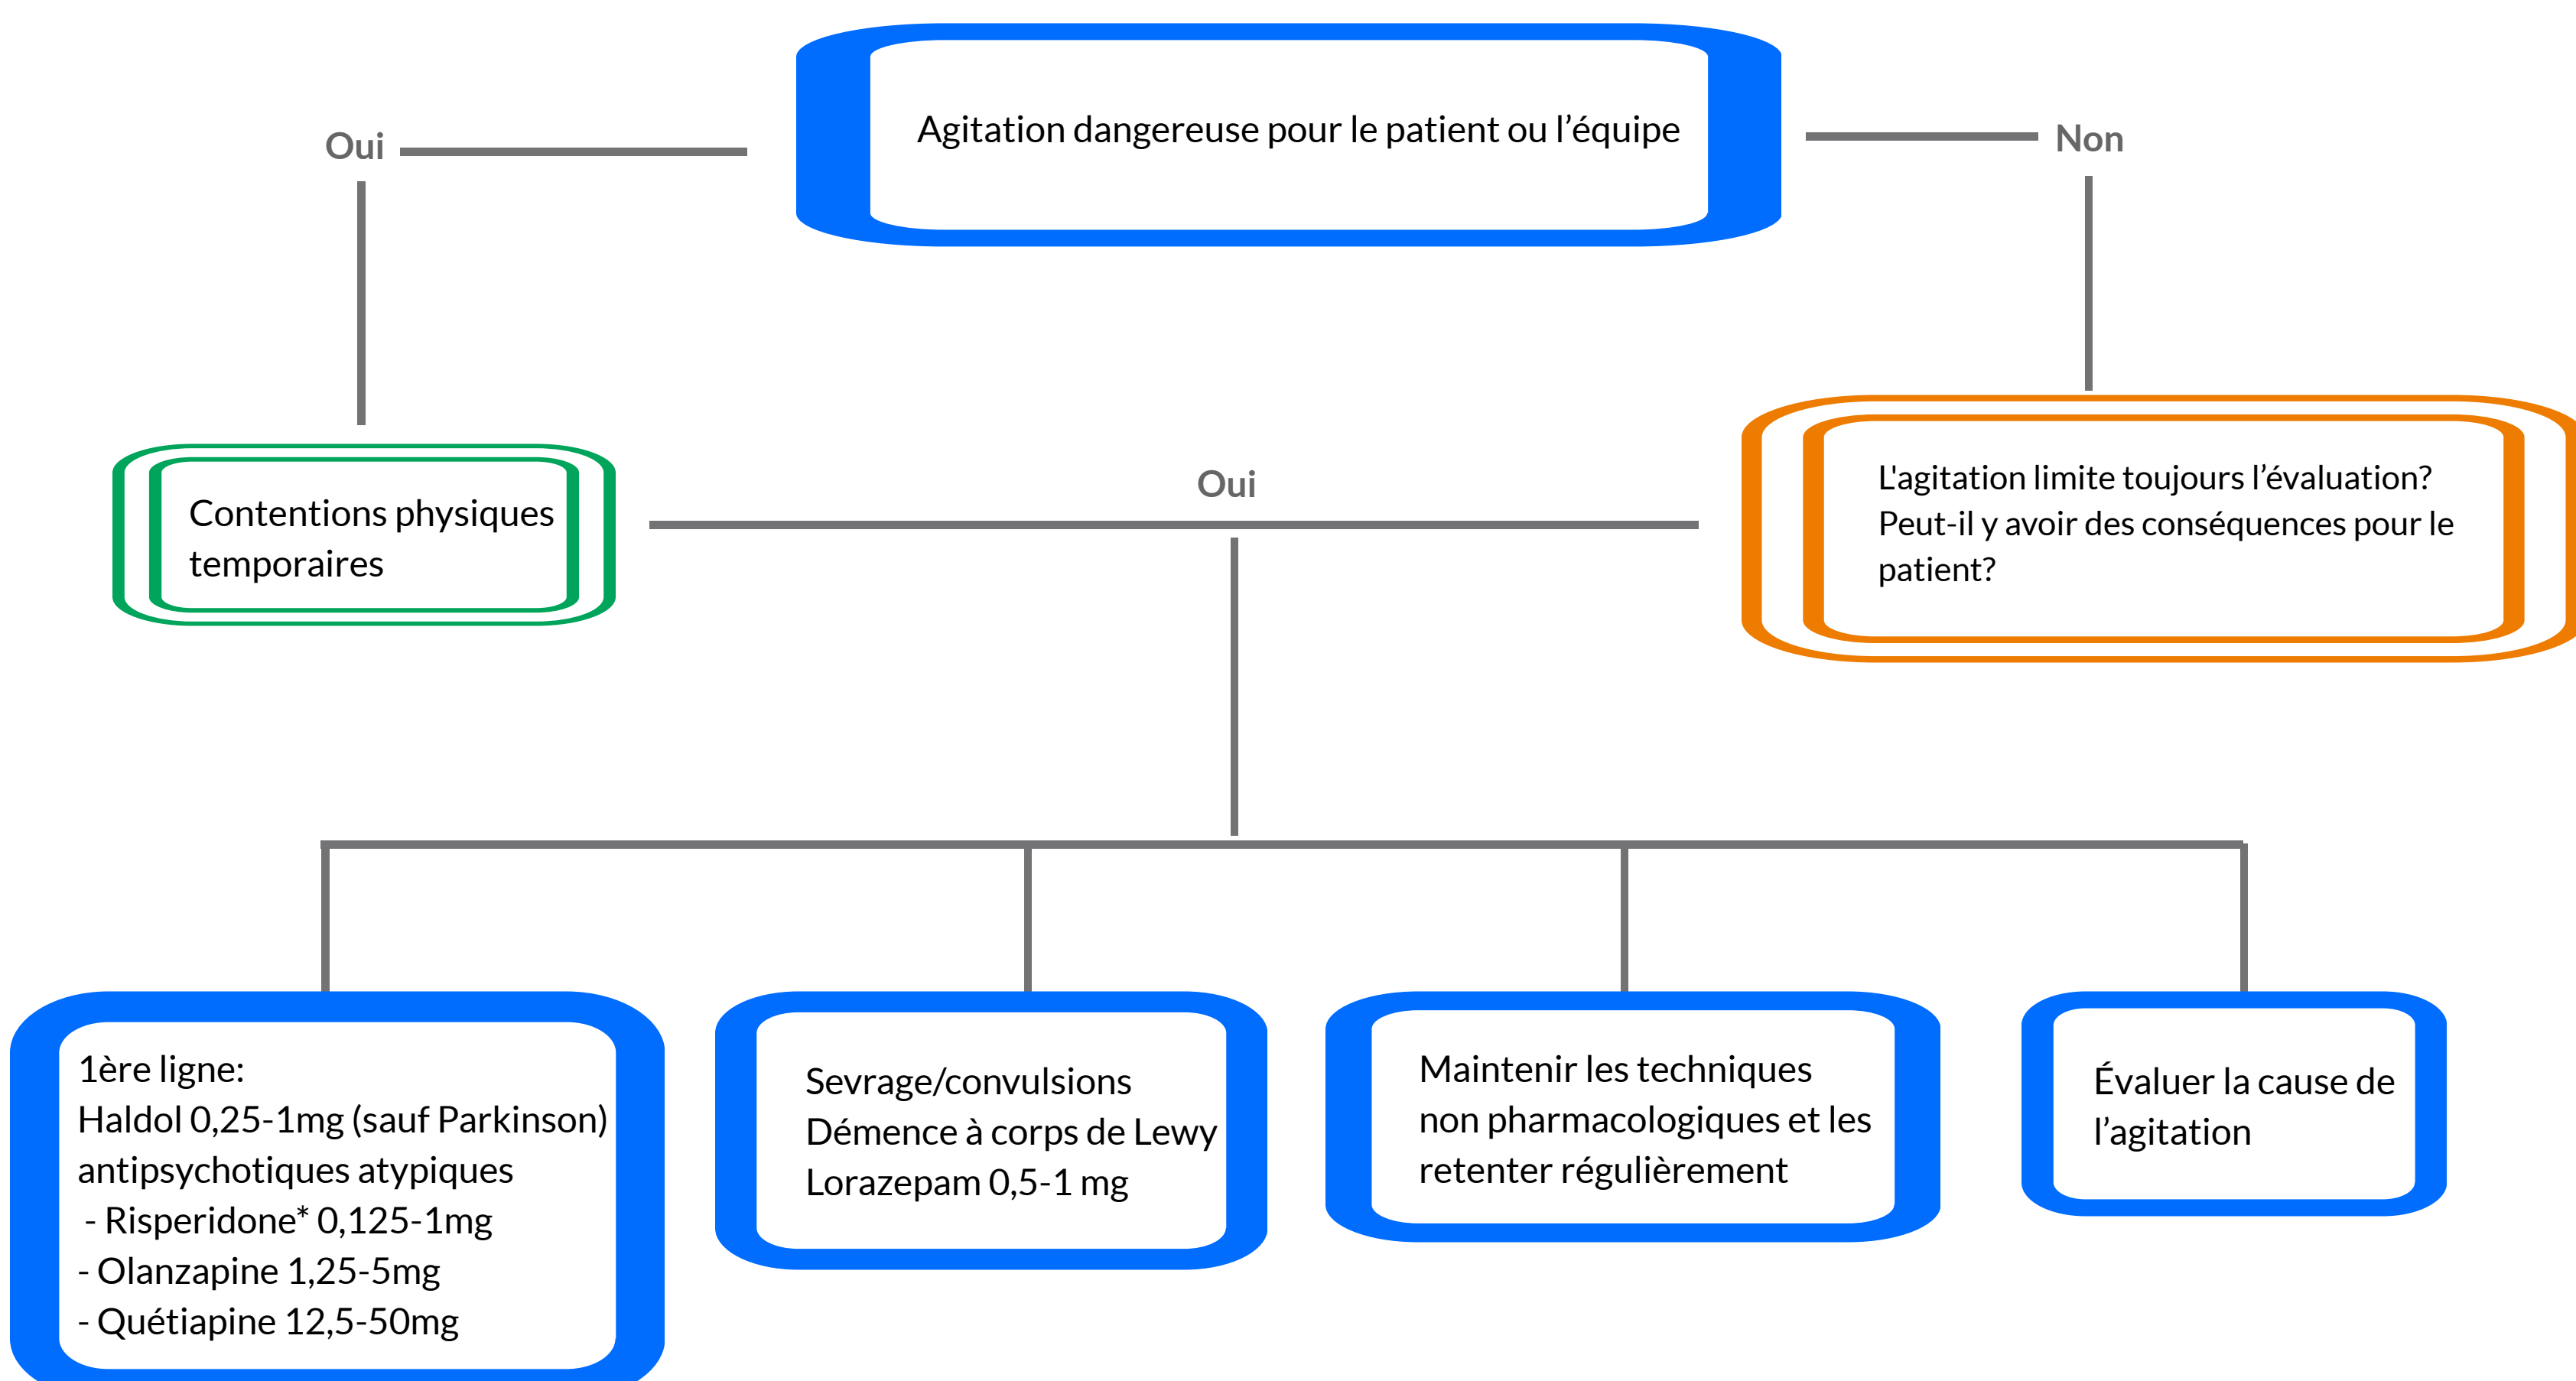 Agitation dangereuse pour le patient ou l’équipe
Oui
Non
Contentions physiques
temporaires
Oui
L'agitation limite toujours l’évaluation?
Peut-il y avoir des conséquences pour le
patient?
1ère ligne:
Haldol 0,25-1mg (sauf Parkinson)
antipsychotiques atypiques
- Risperidone* 0,125-1mg
- Olanzapine 1,25-5mg
- Quétiapine 12,5-50mg
Sevrage/convulsions
Démence à corps de Lewy
Lorazepam 0,5-1 mg
Maintenir les techniques
non pharmacologiques et les
retenter régulièrement
Évaluer la cause de
l’agitation